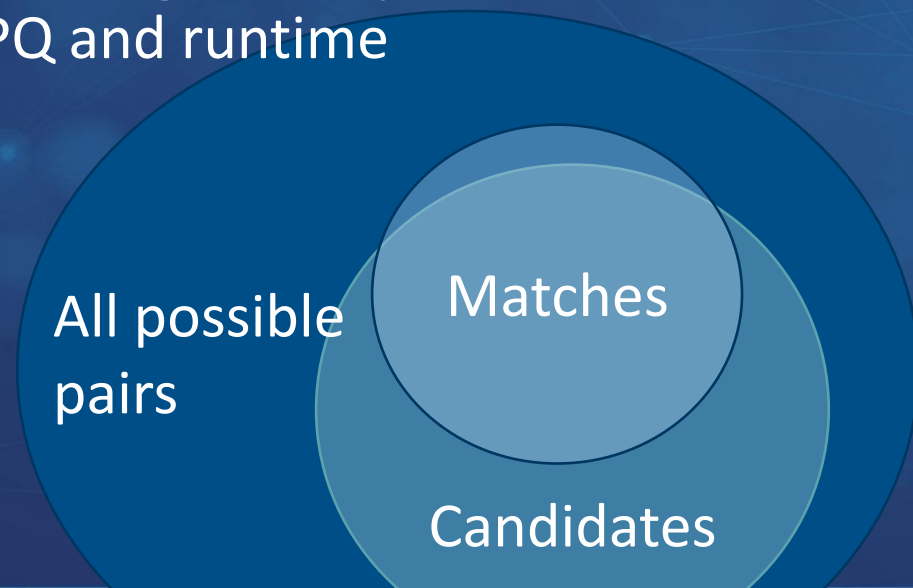 PQ and runtime
Matches
All possible
pairs
Candidates